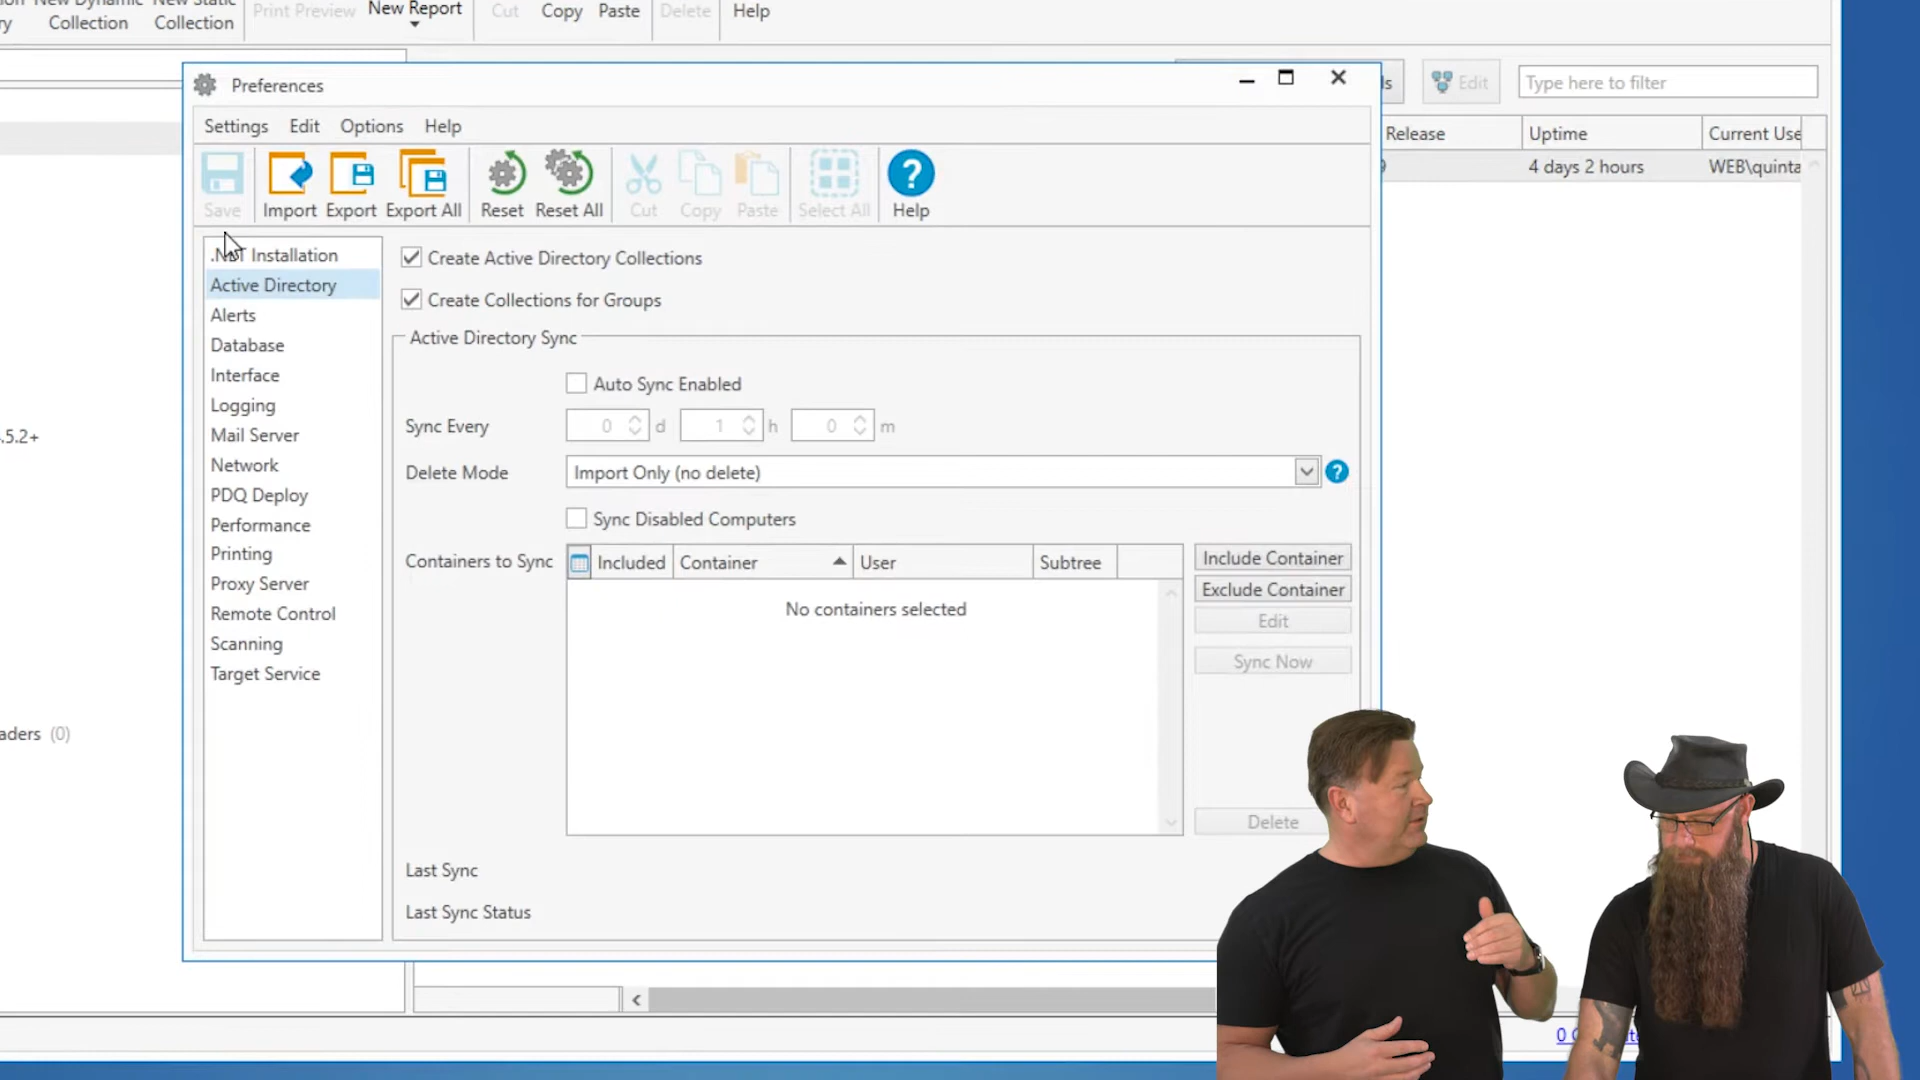 New Dynamic
New Static
Collection
Collection
Print Preview
New Report
Cut
Copy
Paste
Delete
Help
Edit
Type here to filter
Release
Uptime
Current Use
4 days 2 hours
WEB\quinta
Preferences
Settings
Edit
Options
Help
Save
Import
Export
Export All
Reset
Reset All
Cut
Copy
Paste
Select All
Help
.NET Installation
Active Directory
Alerts
Database
Interface
Logging
Mail Server
Network
PDQ Deploy
Performance
Printing
Proxy Server
Remote Control
Scanning
Target Service
Create Active Directory Collections
Create Collections for Groups
Active Directory Sync
Auto Sync Enabled
Sync Every
0
d
1
h
0
m
Delete Mode
Import Only (no delete)
Sync Disabled Computers
Containers to Sync
Included
Container
User
Subtree
No containers selected
Include Container
Exclude Container
Edit
Sync Now
Delete
Last Sync
Last Sync Status
.5.2+
aders (0)